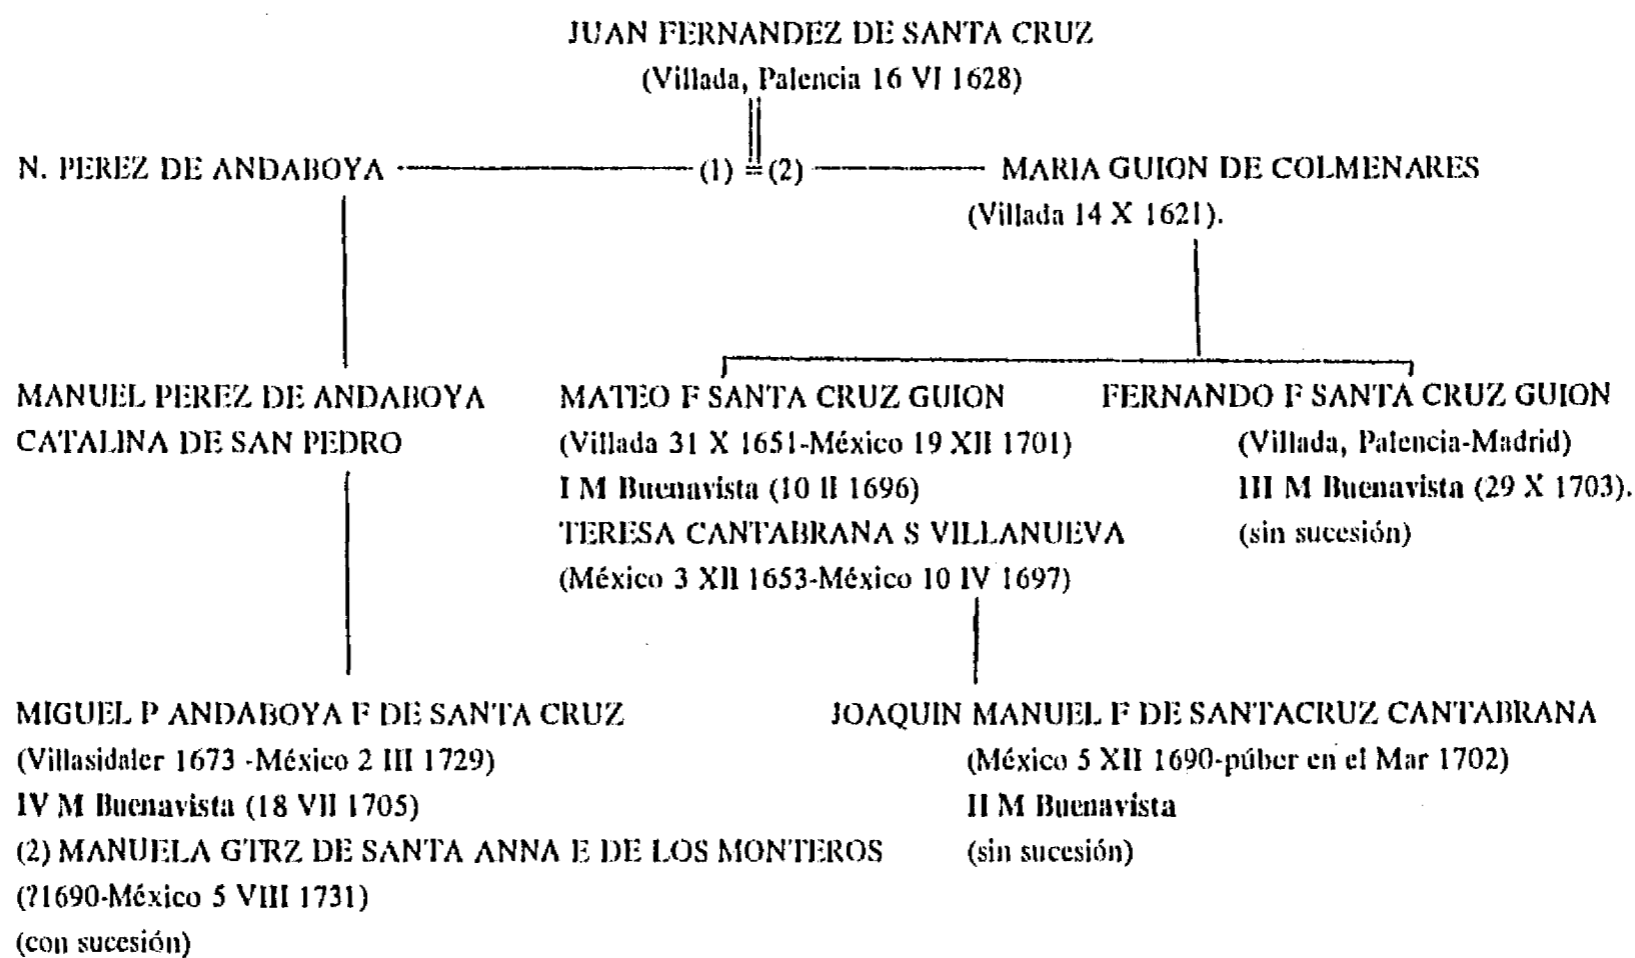 JUAN FERNANDEZ DE SANTA CRUZ
(Villada, Palencia 16 VI 1628)
N. PEREZ DE ANDABOYA (1) = (2) MARIA GUION DE COLMENARES
(Villada 14 X 1621).
MANUEL PEREZ DE ANDABOYA
CATALINA DE SAN PEDRO
MATEO F SANTA CRUZ GUION
(Villada 31 X 1651-México 19 XII 1701)
I M Buenavista (10 II 1696)
TERESA CANTABRANA S VILLANUEVA
(México 3 XII 1653-México 10 IV 1697)
FERNANDO F SANTA CRUZ GUION
(Villada, Palencia-Madrid)
III M Buenavista (29 X 1703).
(sin sucesión)
MIGUEL P ANDABOYA F DE SANTA CRUZ
(Villasidaler 1673 -México 2 III 1729)
IV M Buenavista (18 VII 1705)
(2) MANUELA GTRZ DE SANTA ANNA E DE LOS MONTEROS
(?1690-México 5 VIII 1731)
(con sucesión)
JOAQUIN MANUEL F DE SANTACRUZ CANTABRANA
(México 5 XII 1690-púber en el Mar 1702)
II M Buenavista
(sin sucesión)